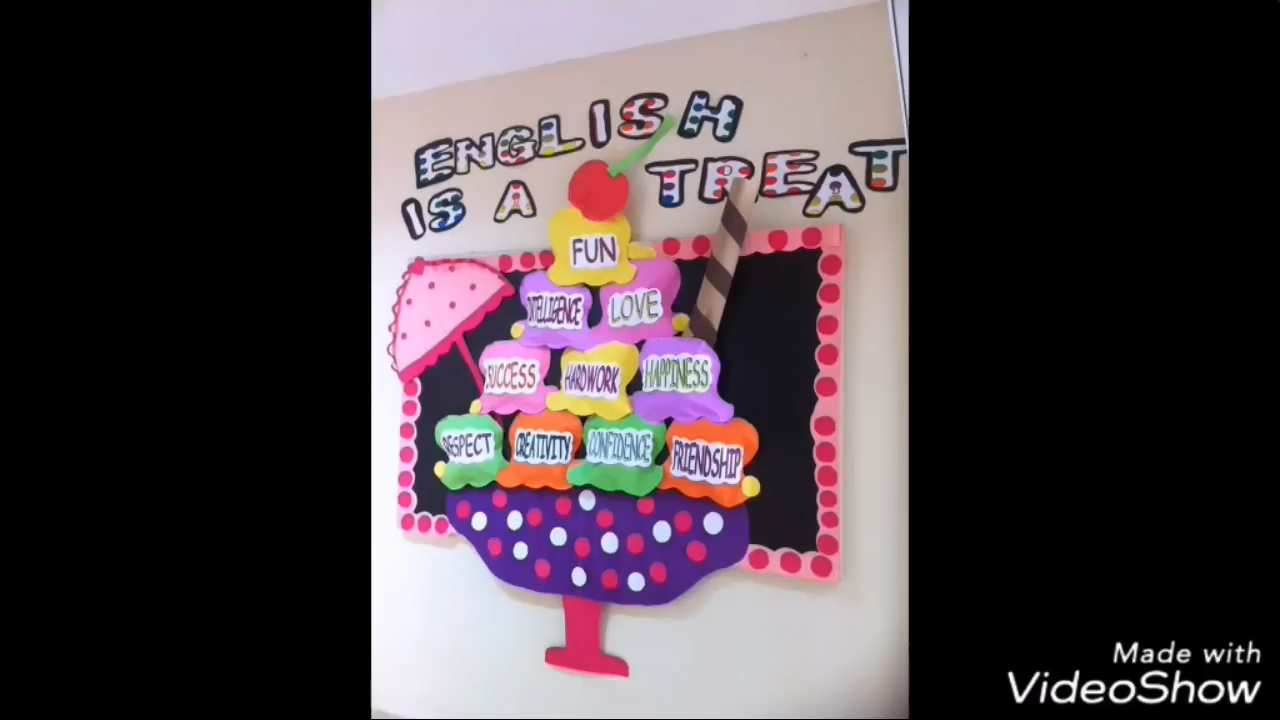 ENGLISH
IS A TREAT
FUN
INTELLIGENCE LOVE
SUCCESS HARDWORK HAPPINESS
RESPECT CREATIVITY CONFIDENCE FRIENDSHIP
Made with
VideoShow